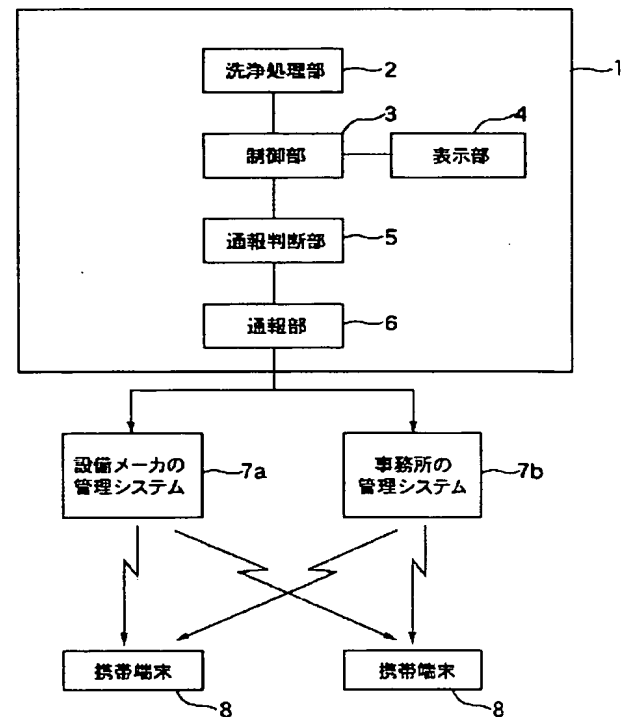 1
洗浄処理部 2
3
4
制御部
表示部
通報判断部 5
通報部 6
設備メーカの
管理システム
7a
事務所の
管理システム
7b
携帯端末
8
携帯端末
8